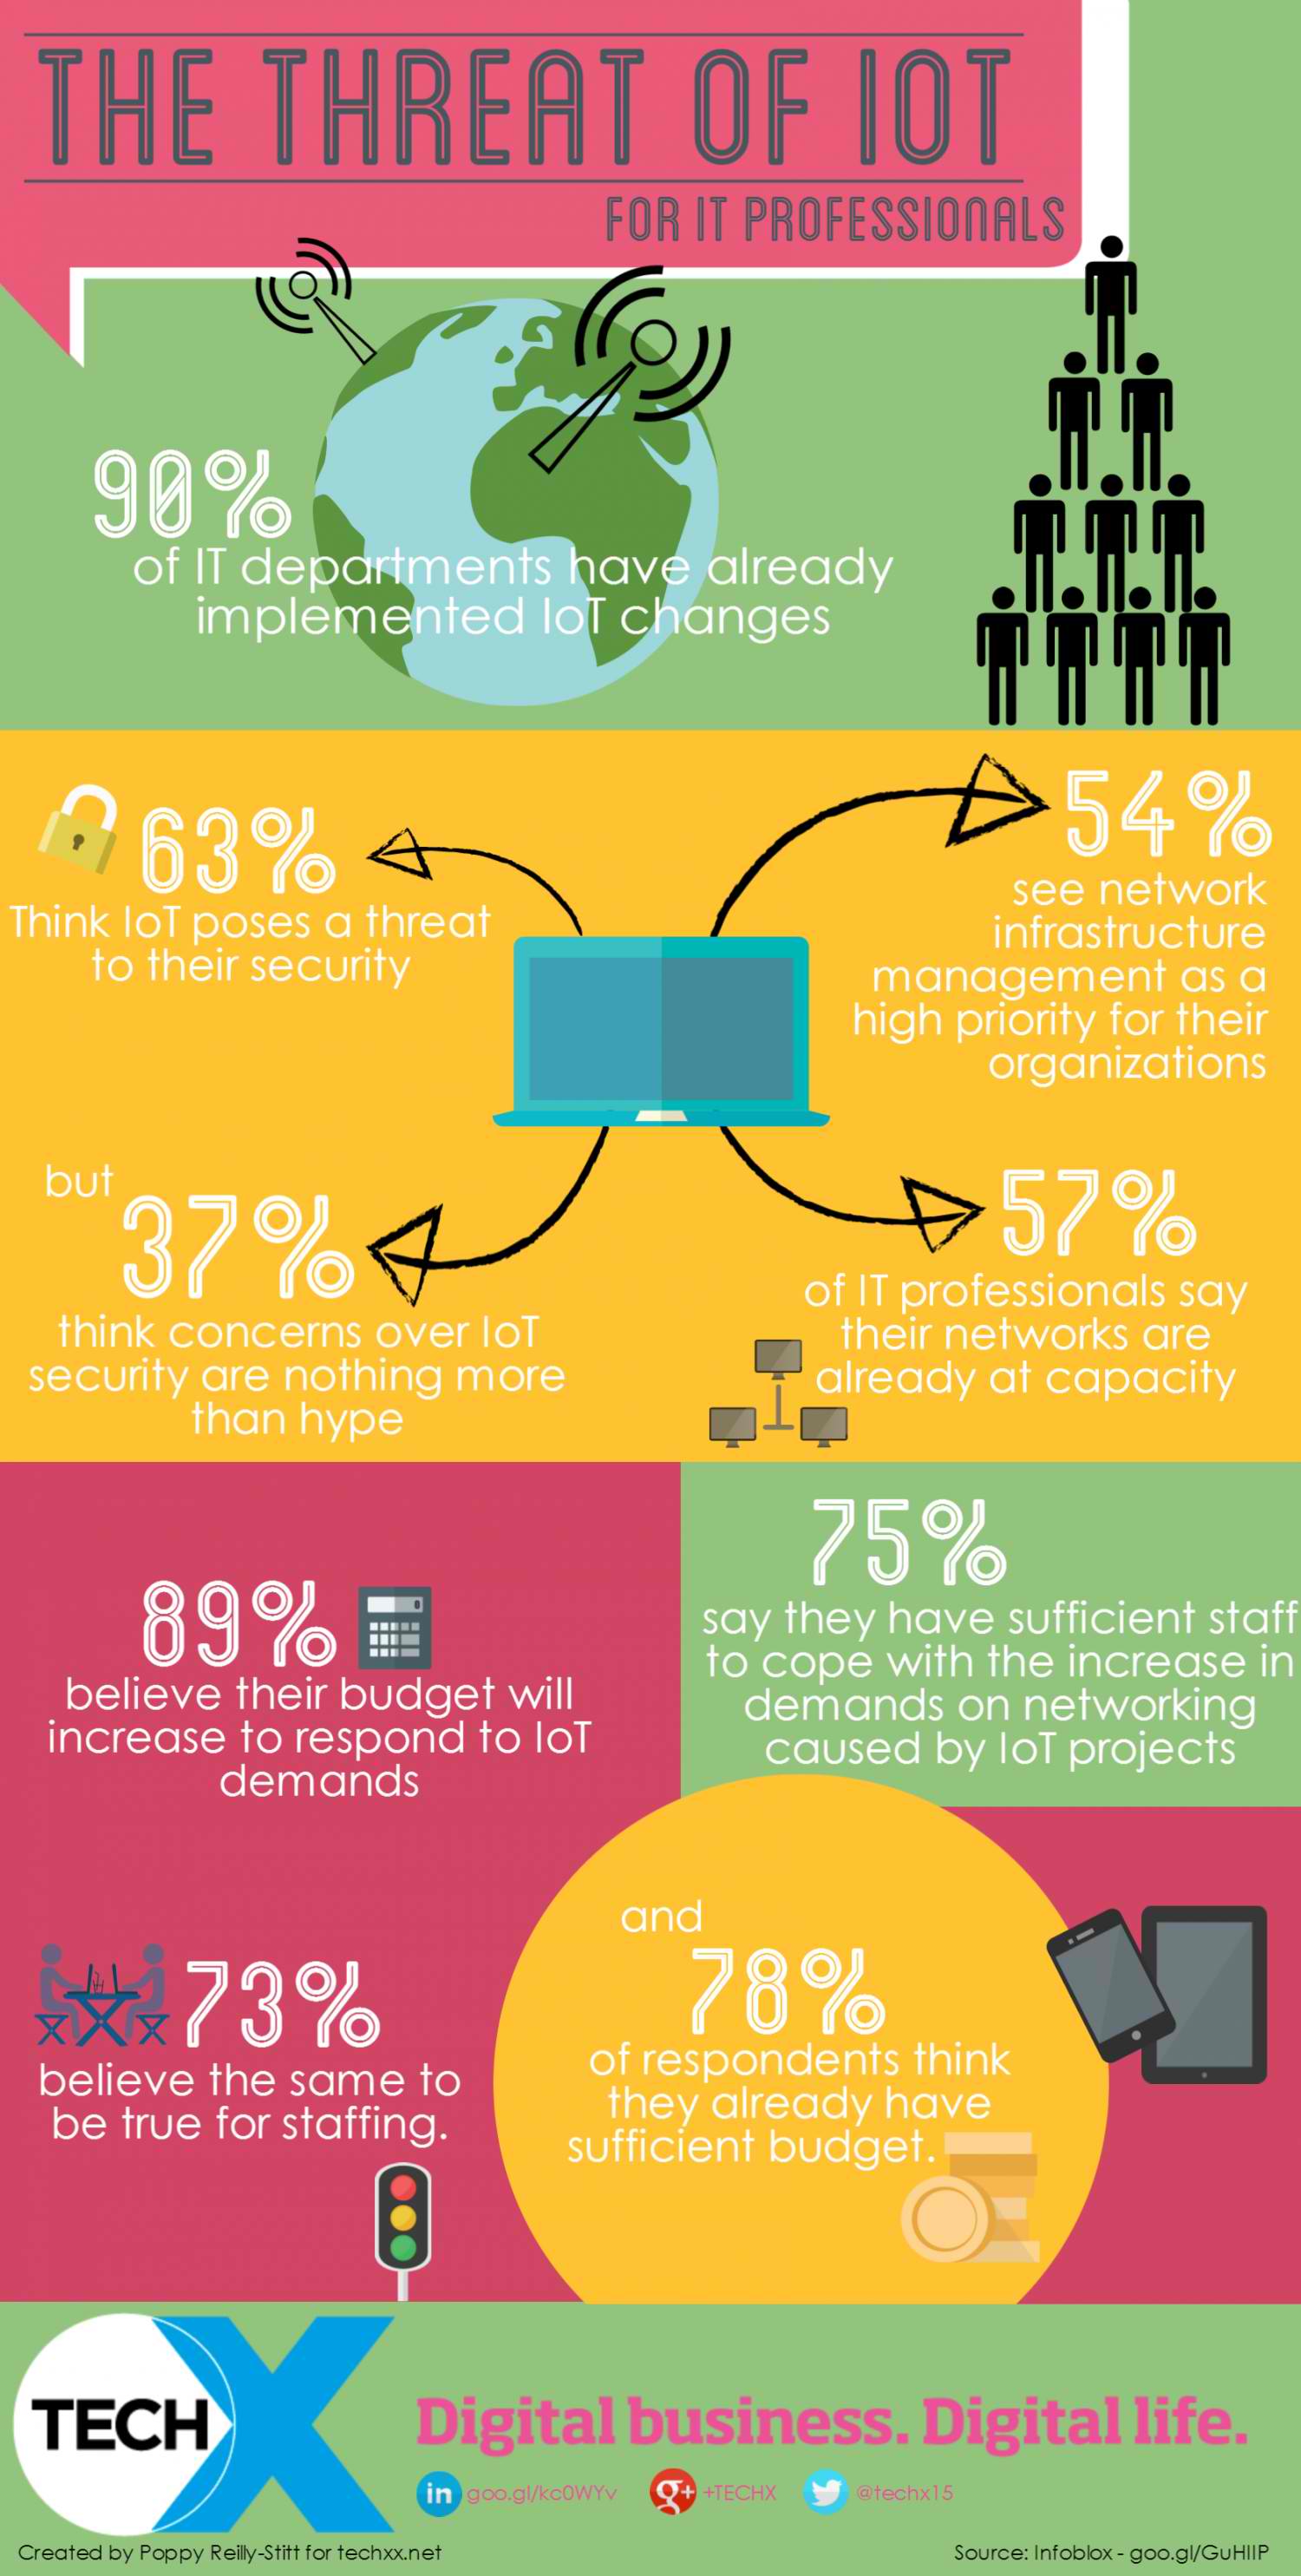 THE THREAT OF IOT
FOR IT PROFESSIONALS
90%
of IT departments have already
implemented IoT changes
63%
Think IoT poses a threat
to their security
54%
see network
infrastructure
management as a
high priority for their
organizations
but
37%
think concerns over IoT
security are nothing more
than hype
57%
of IT professionals say
their networks are
already at capacity
89%
believe their budget will
increase to respond to IoT
demands
75%
say they have sufficient staff
to cope with the increase in
demands on networking
caused by IoT projects
73%
believe the same to
be true for staffing.
and
78%
of respondents think
they already have
sufficient budget.
TECHX
Digital business. Digital life.
in goo.gl/kc0WYv g+ +TECHX @techx15
Created by Poppy Reilly-Stitt for techxx.net
Source: Infoblox - goo.gl/GuHIIP